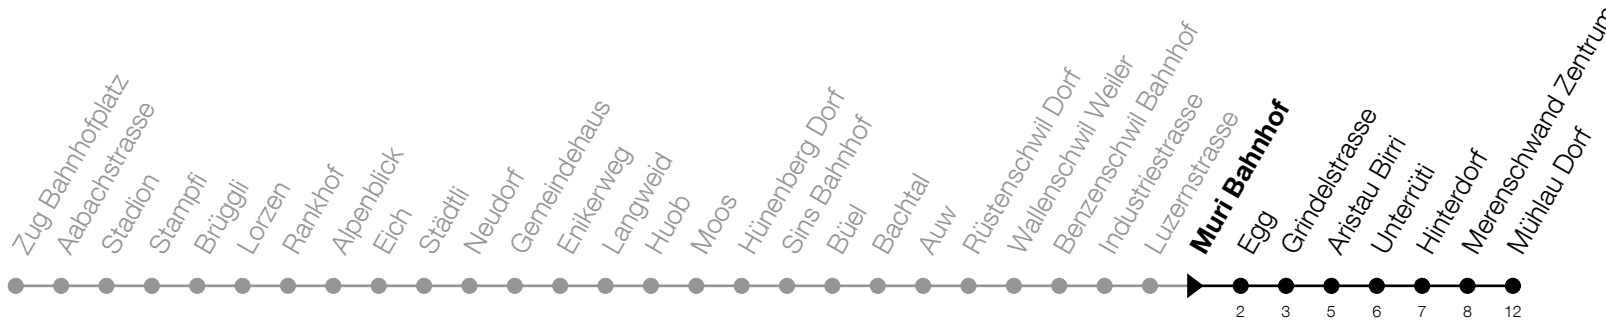 Zug Bahnhofplatz
Aabachstrasse
Stadion
Stampfi
Brüggli
Lorzen
Rankhof
Alpenblick
Eich
Städtli
Neudorf
Gemeindehaus
Enikerweg
Langweid
Huob
Moos
Hünenberg Dorf
Sins Bahnhof
Büel
Bachtal
Auw
Rüstenschwil Dorf
Wallenschwil Weiler
Benzenschwil Bahnhof
Industriestrasse
Luzernstrasse
Muri Bahnhof
Egg
Grindelstrasse
Aristau Birri
Unterrüti
Hinterdorf
Merenschwand Zentrum
Mühlau Dorf
2 3 5 6 7 8 12